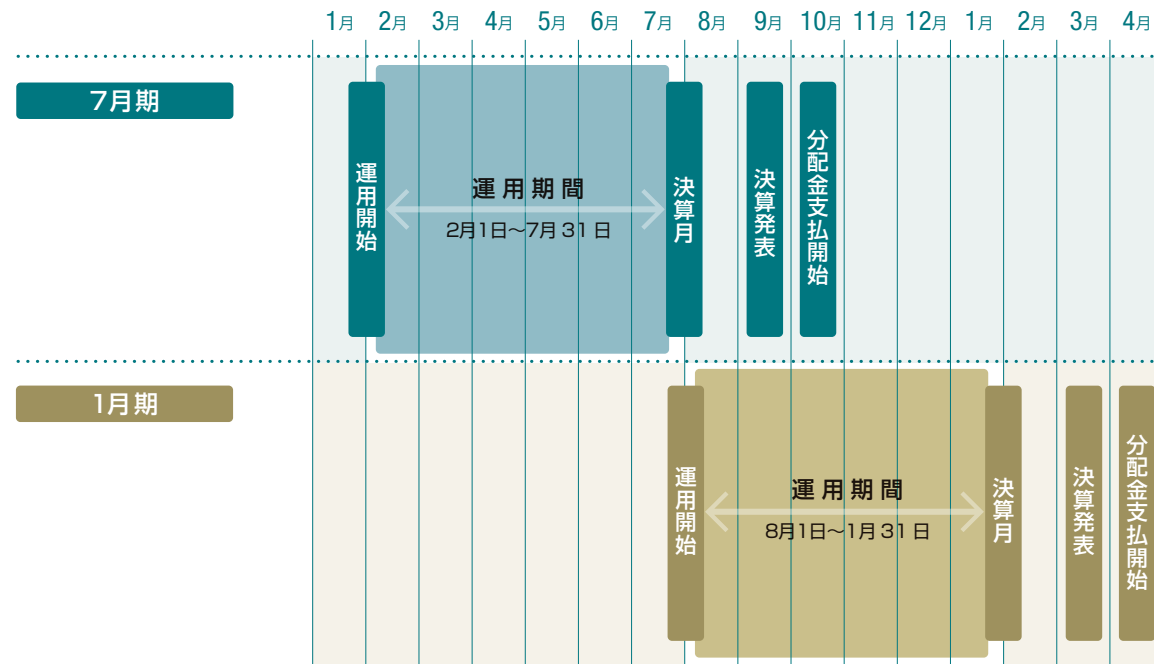 1月 2月 3月 4月 5月 6月 7月 8月 9月 10月 11月 12月 1月 2月 3月 4月
7月期
運用開始
運用期間
2月1日～7月31日
決算月
決算発表
分配金支払開始
1月期
運用開始
運用期間
8月1日～1月31日
決算月
決算発表
分配金支払開始